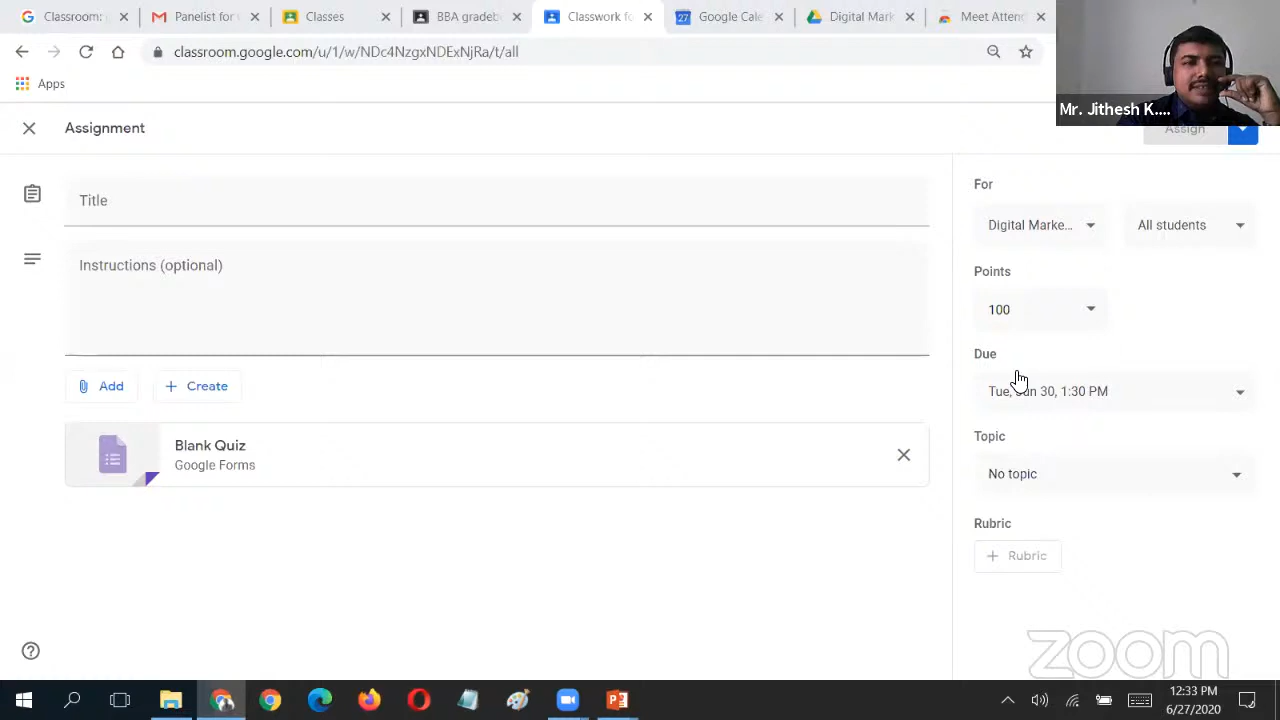 Classroom:
Panelist for
Classes
BBA gradeb
Classwork fo
Google Cale
Digital Mark
Meet Attend
classroom.google.com/u/1/w/NDc4NzgxNDExNjRa/t/all
Apps
Mr. Jithesh K....
Assignment
Assign
Title
Instructions (optional)
Add
Create
Blank Quiz
Google Forms
For
Digital Marke...
All students
Points
100
Due
Tue, Jun 30, 1:30 PM
Topic
No topic
Rubric
Rubric
zoom
12:33 PM
6/27/2020